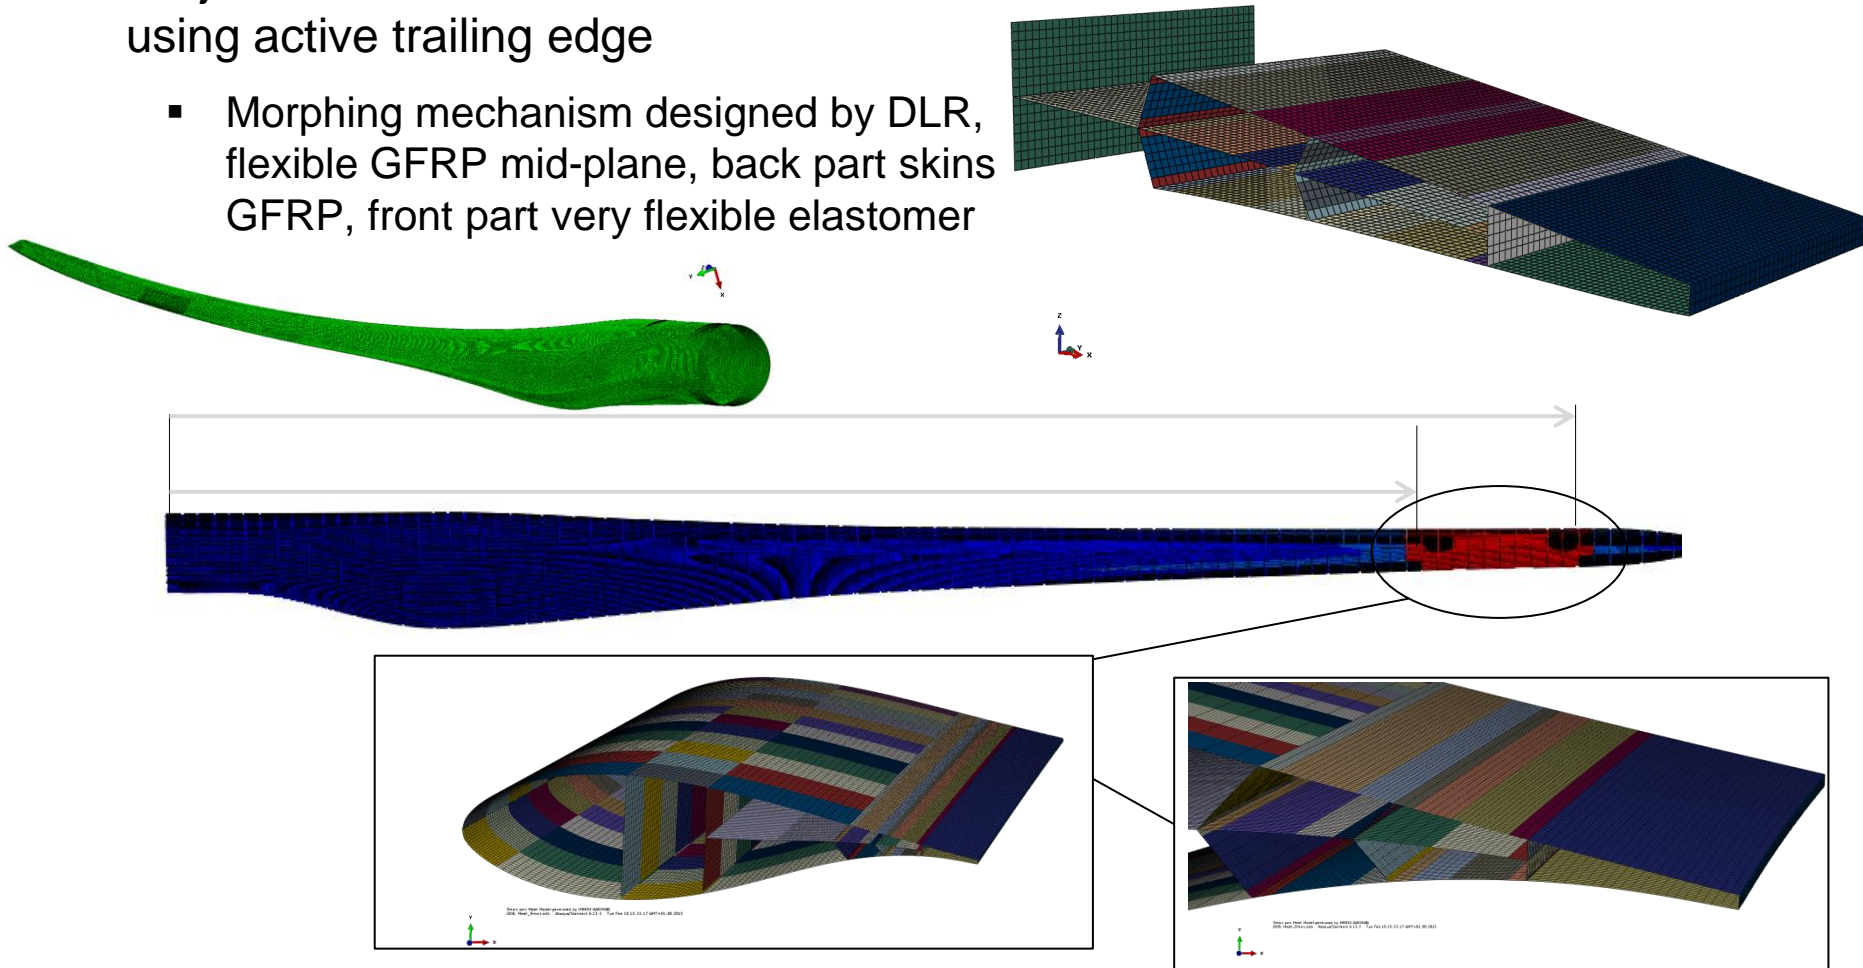 using active trailing edge
▪ Morphing mechanism designed by DLR,
flexible GFRP mid-plane, back part skins
GFRP, front part very flexible elastomer
Z
Y
X
Z
Y
X
Y
X
Y
X